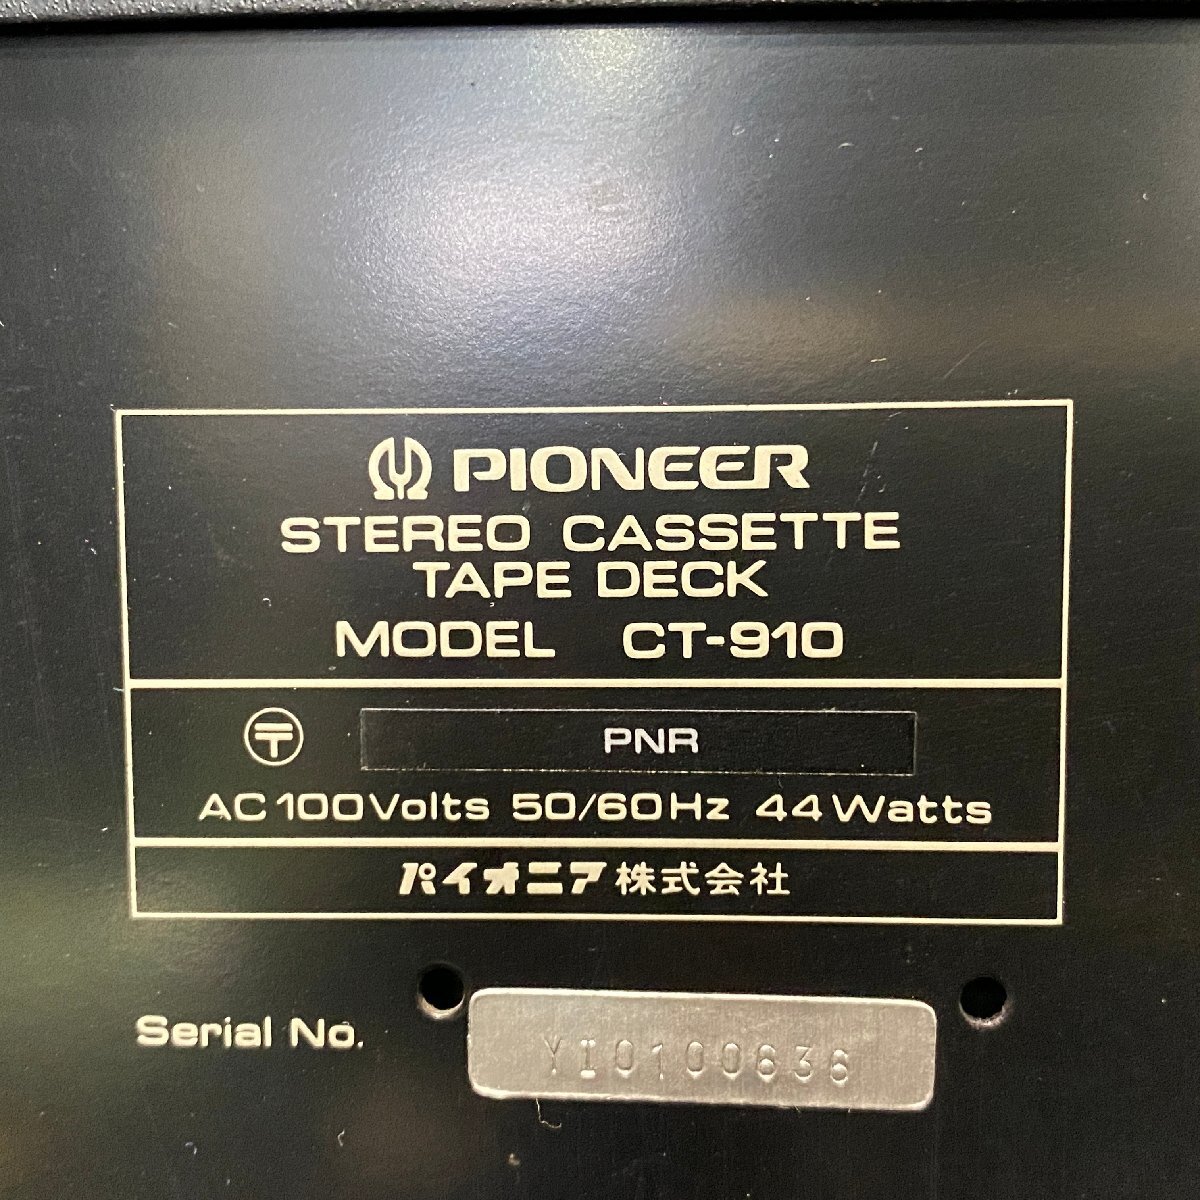 PIONEER
STEREO CASSETTE
TAPE DECK
MODEL CT-910
〒 PNR
AC 100 Volts 50/60 Hz 44 Watts
パイオニア株式会社
Serial No. YI0100636